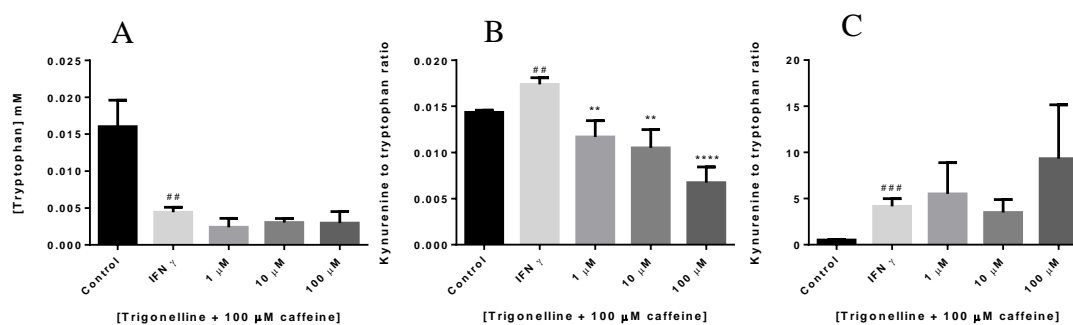 A
[Tryptophan] mM
0.025
0.020
0.015
0.010
0.005
0.000
##
Control
IFN γ
1 μM
10 μM
100 μM
[Trigonelline + 100 μM caffeine]
B
Kynurenine to tryptophan ratio
0.020
0.015
0.010
0.005
0.000
##
**
**
****
Control
IFN γ
1 μM
10 μM
100 μM
[Trigonelline + 100 μM caffeine]
C
Kynurenine to tryptophan ratio
20
15
10
5
0
###
Control
IFN γ
1 μM
10 μM
100 μM
[Trigonelline + 100 μM caffeine]